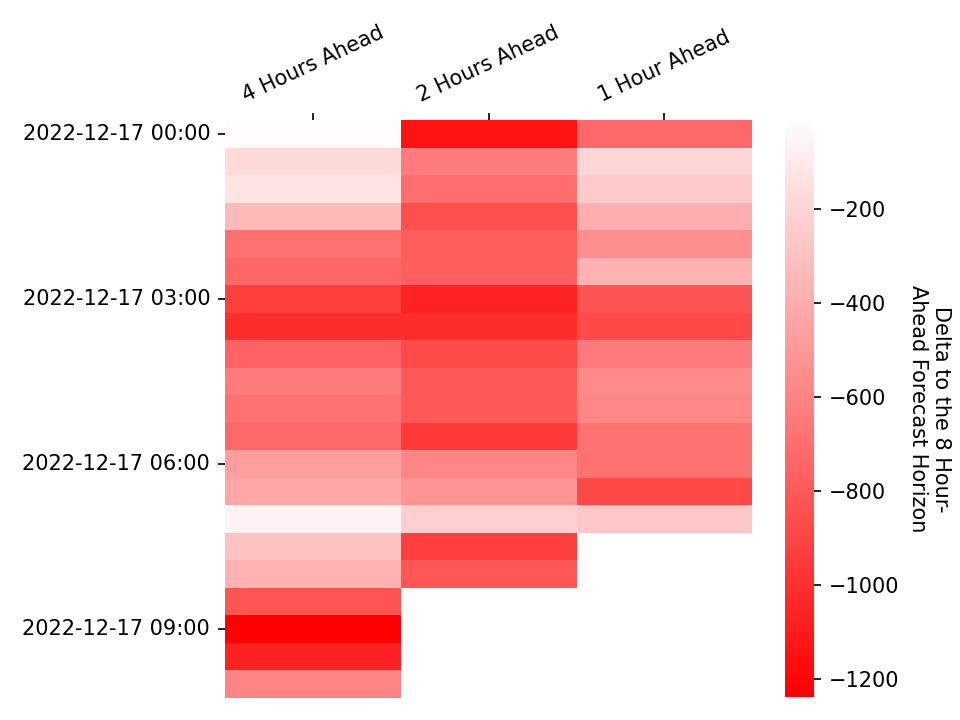 4 Hours Ahead
2 Hours Ahead
1 Hour Ahead
2022-12-17 00:00
2022-12-17 03:00
2022-12-17 06:00
2022-12-17 09:00
−200
−400
−600
−800
−1000
−1200
Delta to the 8 Hour-
Ahead Forecast Horizon